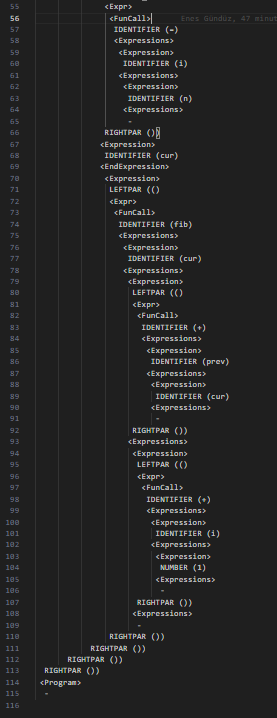 55 <Expr>
56 <FunCall> Enes Gündüz, 47 minut
57 IDENTIFIER (=)
58 <Expressions>
59 <Expression>
60 IDENTIFIER (i)
61 <Expressions>
62 <Expression>
63 IDENTIFIER (n)
64 <Expressions>
65 -
66 RIGHTPAR ())
67 <Expression>
68 IDENTIFIER (cur)
69 <EndExpression>
70 <Expression>
71 LEFTPAR (()
72 <Expr>
73 <FunCall>
74 IDENTIFIER (fib)
75 <Expressions>
76 <Expression>
77 IDENTIFIER (cur)
78 <Expressions>
79 <Expression>
80 LEFTPAR (()
81 <Expr>
82 <FunCall>
83 IDENTIFIER (+)
84 <Expressions>
85 <Expression>
86 IDENTIFIER (prev)
87 <Expressions>
88 <Expression>
89 IDENTIFIER (cur)
90 <Expressions>
91 -
92 RIGHTPAR ())
93 <Expressions>
94 <Expression>
95 LEFTPAR (()
96 <Expr>
97 <FunCall>
98 IDENTIFIER (+)
99 <Expressions>
100 <Expression>
101 IDENTIFIER (i)
102 <Expressions>
103 <Expression>
104 NUMBER (1)
105 <Expressions>
106 -
107 RIGHTPAR ())
108 <Expressions>
109 -
110 RIGHTPAR ())
111 RIGHTPAR ())
112 RIGHTPAR ())
113 RIGHTPAR ())
114 <Program>
115 -
116